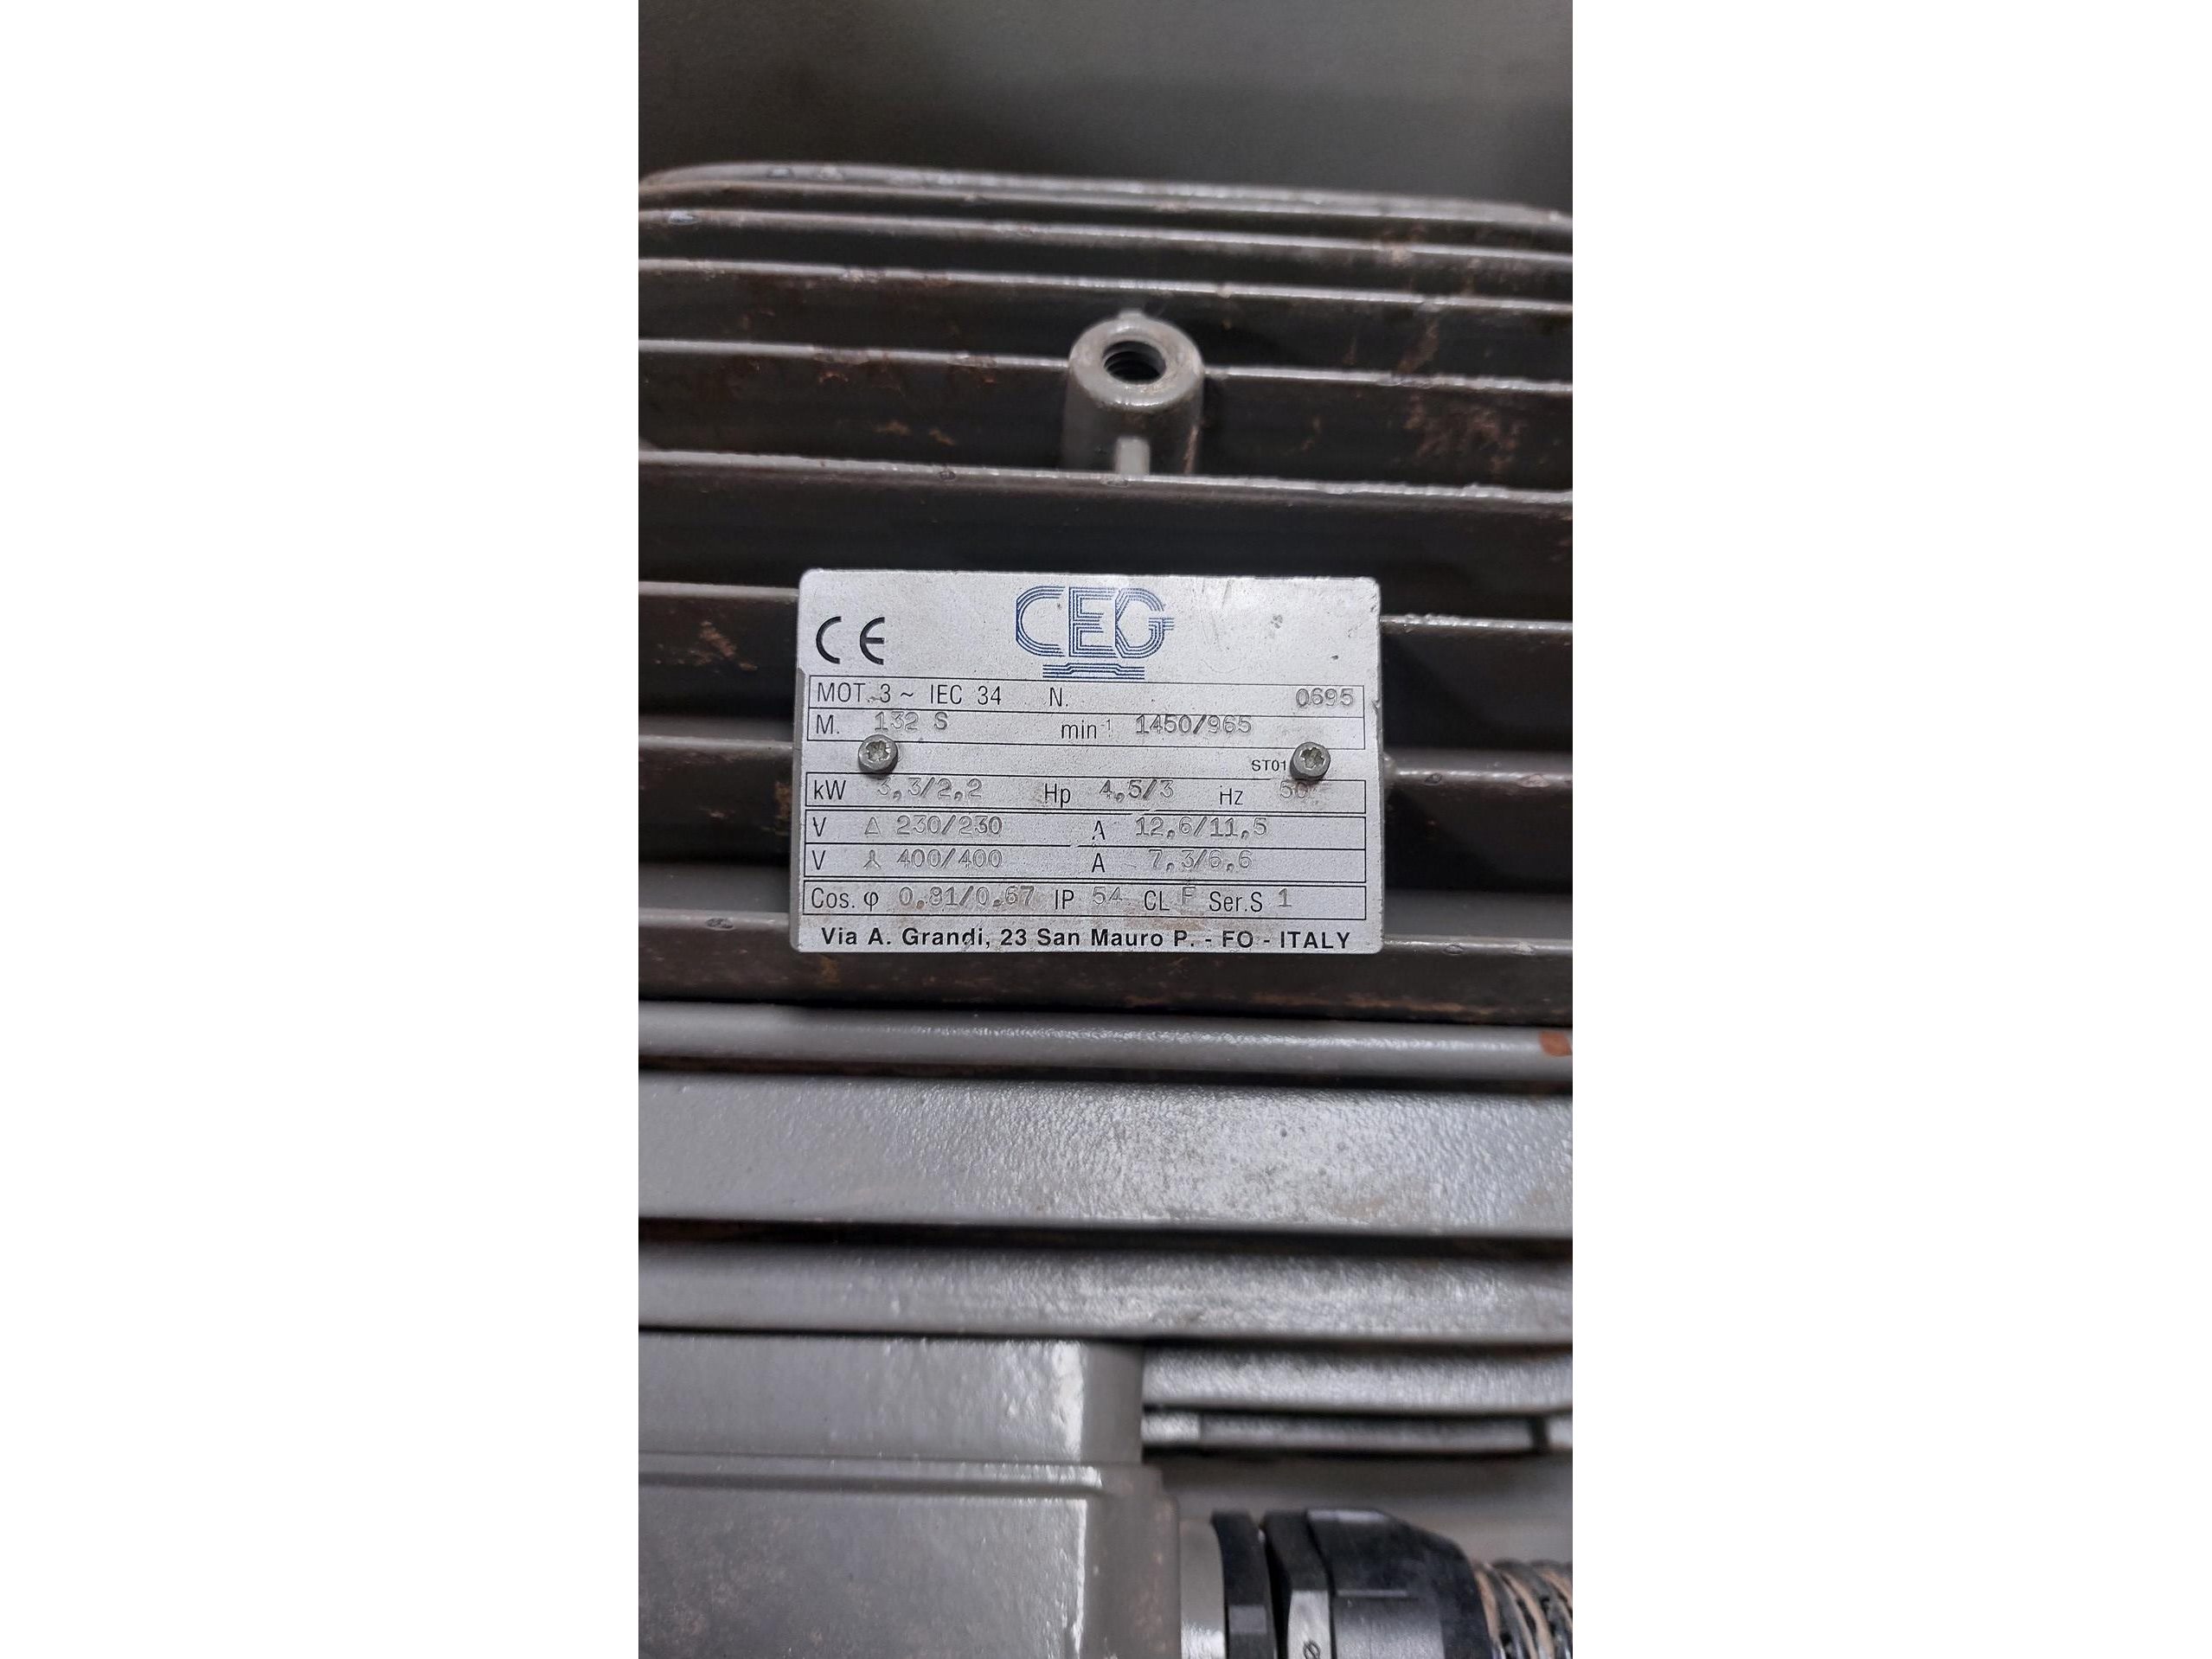 CE CEG
MOT. 3 ~ IEC 34 N. 0695
M. 132 S min-1 1450/965
ST01
kW 3,3/2,2 Hp 4,5/3 Hz 50
V Δ 230/230 A 12,6/11,5
V 400/400 A 7,3/6,6
Cos. φ 0.81/0.67 IP 54 CL F Ser.S 1
Via A. Grandi, 23 San Mauro P. - FO - ITALY